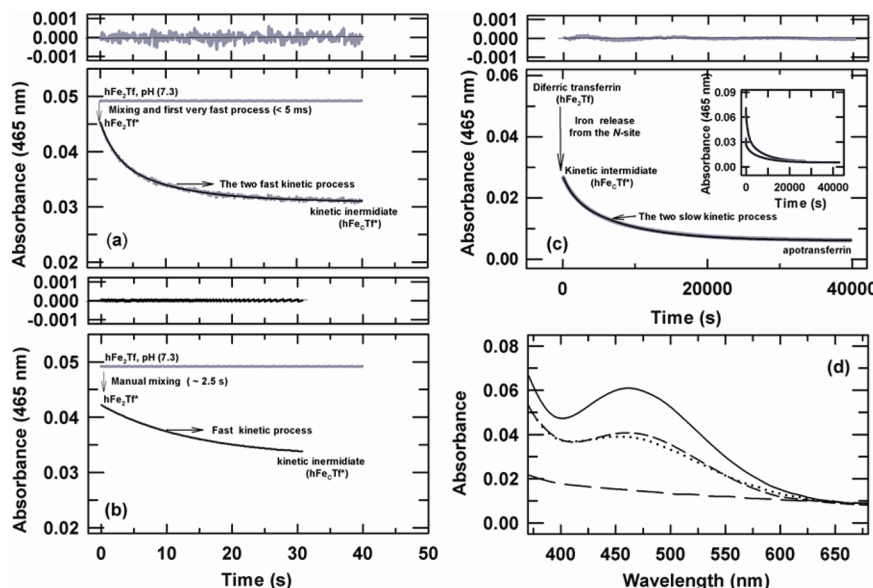 0.001
0.000
-0.001
hFe2Tf, pH (7.3)
Mixing and first very fast process (< 5 ms)
hFe2Tf*
The two fast kinetic process
kinetic inermidiate
(hFeCTf*)
(a)
0.05
0.04
0.03
0.02
Absorbance (465 nm)
0.001
0.000
-0.001
hFe2Tf, pH (7.3)
Manual mixing ( ~ 2.5 s)
hFe2Tf*
Fast kinetic process
kinetic inermidiate
(hFeCTf*)
(b)
0.05
0.04
0.03
0.02
Absorbance (465 nm)
0 10 20 30 40 50
Time (s)
0.001
0.000
-0.001
Diferric transferrin
(hFe2Tf)
Iron release
from the N-site
Kinetic intermidiate
(hFeCTf*)
The two slow kinetic process
apotransferrin
(c)
0.06
0.04
0.02
0.00
Absorbance (465 nm)
0 20000 40000
Time (s)
0.09
0.06
0.03
0.00
Absorbance (465 nm)
0 20000 40000
Time (s)
(d)
0.08
0.06
0.04
0.02
0.00
Absorbance
400 450 500 550 600 650
Wavelength (nm)